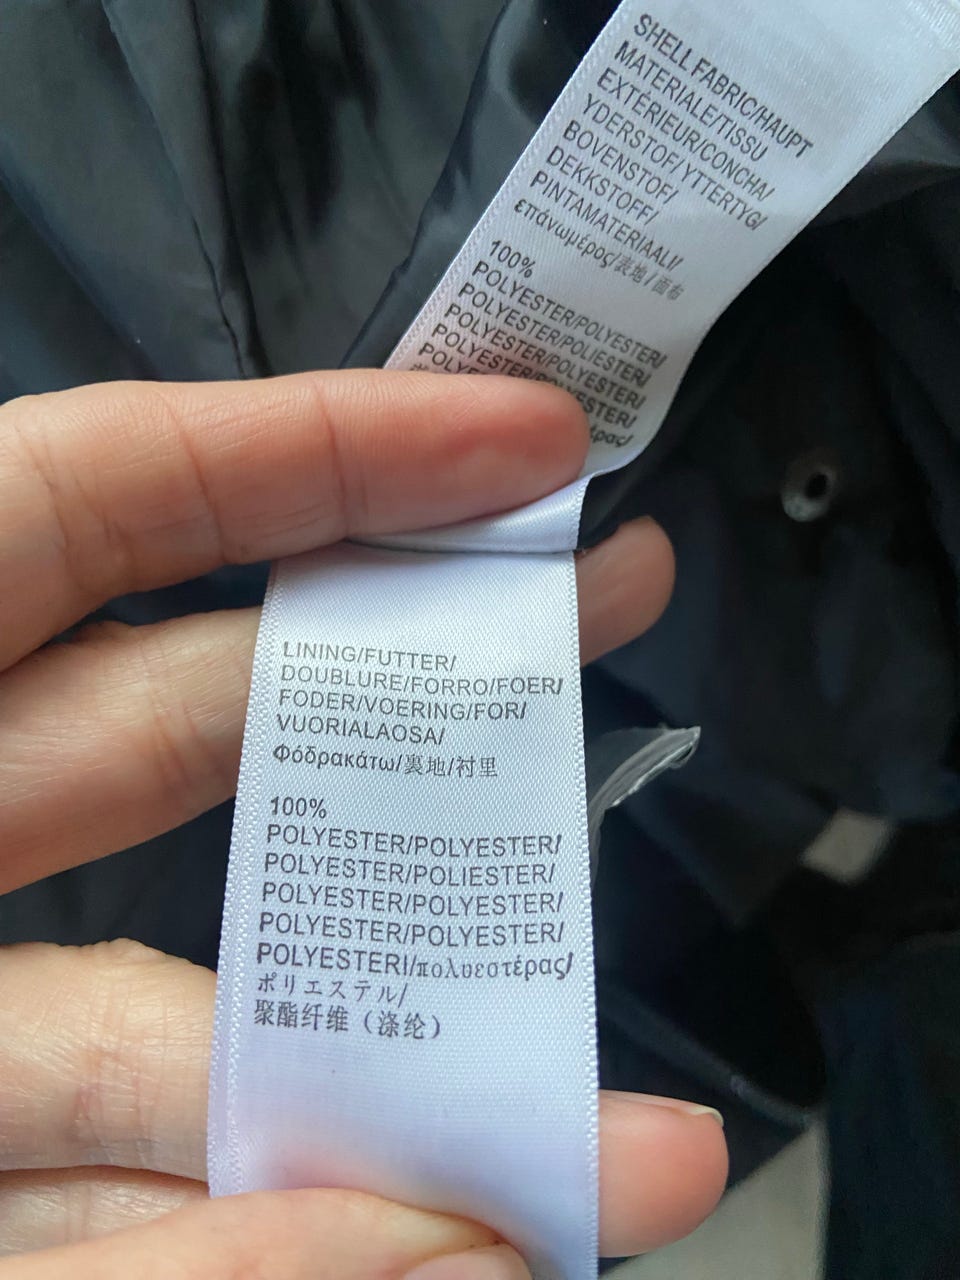 SHELL FABRIC/HAUPT
MATERIALE/TISSU
EXTERIEUR/CONCHA/
YDERSTOF/YTTERTYG/
BOVENSTOF/
DEKKSTOFF/
PINTAMATERIAALI/
επάνωμέρος/表地/面布
100%
POLYESTER/POLYESTER/
POLYESTER/POLIESTER/
POLYESTER/POLYESTER/
POLYESTER/POLYESTER/
LINING/FUTTER/
DOUBLURE/FORRO/FOER/
FODER/VOERING/FOR/
VUORIALAOSA/
Φόδρακάτω/裏地/衬里
100%
POLYESTER/POLYESTER/
POLYESTER/POLIESTER/
POLYESTER/POLYESTER/
POLYESTER/POLYESTER/
POLYESTERI/πολυεστέρας/
ポリエステル/
聚酯纤维（涤纶）